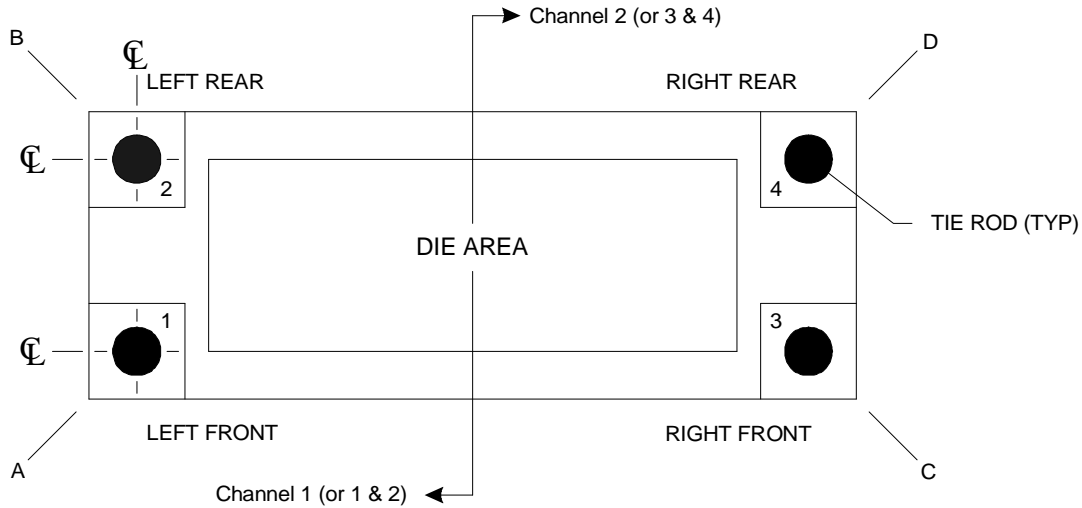 Channel 2 (or 3 & 4)
B
D
℄
LEFT REAR
RIGHT REAR
℄
2
4
TIE ROD (TYP)
DIE AREA
1
3
℄
LEFT FRONT
RIGHT FRONT
A
C
Channel 1 (or 1 & 2)